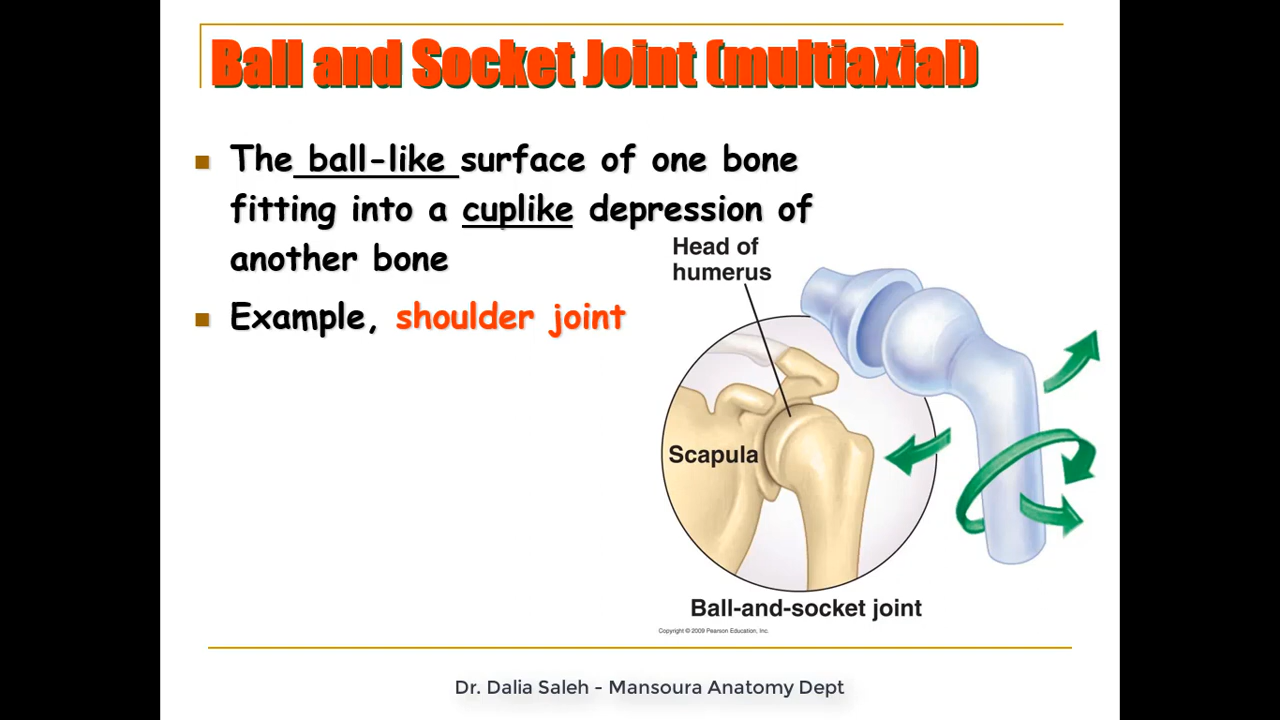 Ball and Socket Joint (multiaxial)
The ball-like surface of one bone
fitting into a cuplike depression of
another bone
Example, shoulder joint
Head of
humerus
Scapula
Ball-and-socket joint
Copyright © 2009 Pearson Education, Inc.
Dr. Dalia Saleh - Mansoura Anatomy Dept